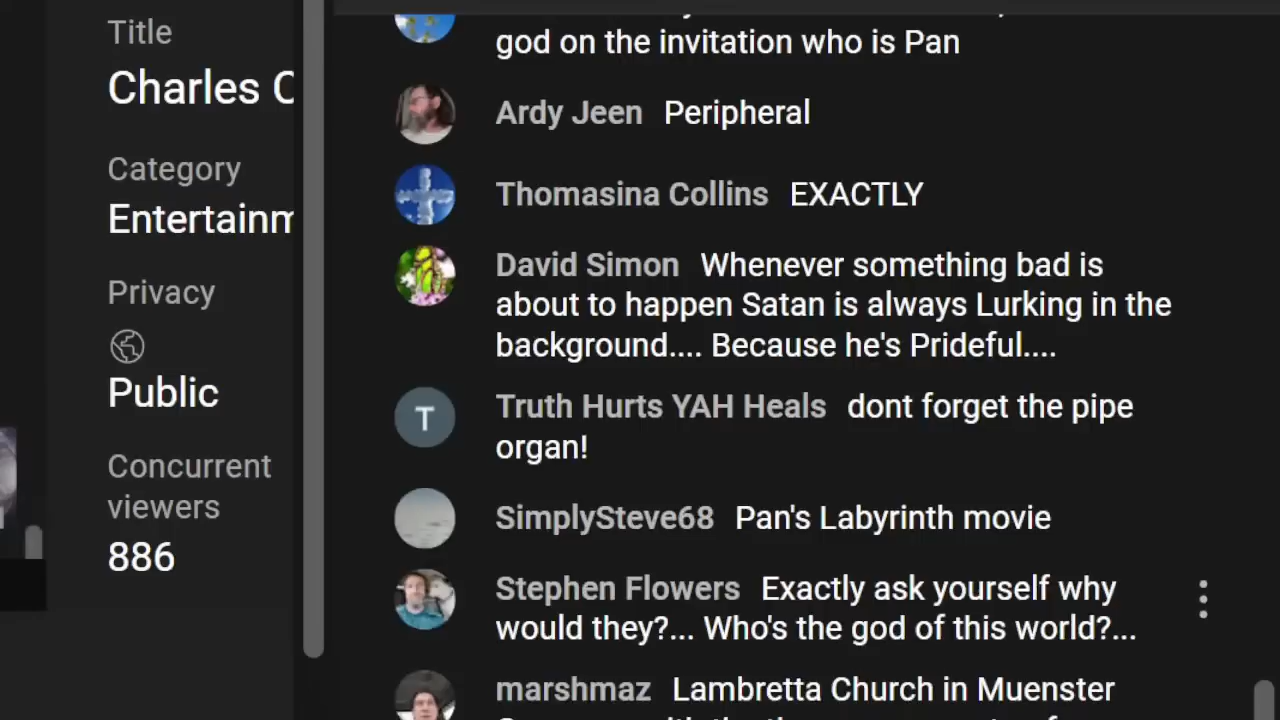 Title
Charles C
Category
Entertainm
Privacy
Public
Concurrent
viewers
886
god on the invitation who is Pan
Ardy Jeen Peripheral
Thomasina Collins EXACTLY
David Simon Whenever something bad is
about to happen Satan is always Lurking in the
background.... Because he's Prideful....
T
Truth Hurts YAH Heals dont forget the pipe
organ!
SimplySteve68 Pan's Labyrinth movie
Stephen Flowers Exactly ask yourself why
would they?... Who's the god of this world?...
marshmaz Lambretta Church in Muenster